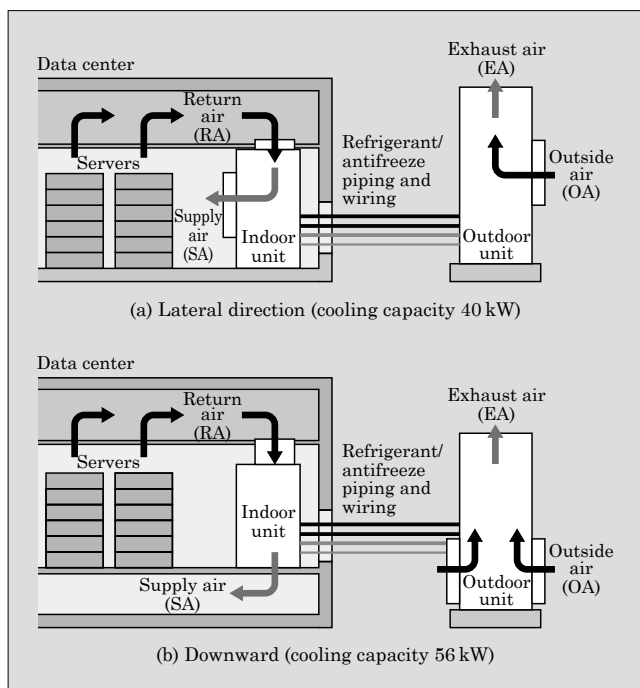 Data center
Exhaust air
(EA)
Return
air
(RA)
Servers
Refrigerant/
antifreeze
piping and
wiring
Outside
air
(OA)
Supply
air
(SA)
Indoor
unit
Outdoor
unit
(a) Lateral direction (cooling capacity 40 kW)
Data center
Exhaust air
(EA)
Return
air
(RA)
Servers
Refrigerant/
antifreeze
piping and
wiring
Indoor
unit
Supply air
(SA)
Outdoor
unit
Outside
air
(OA)
(b) Downward (cooling capacity 56 kW)